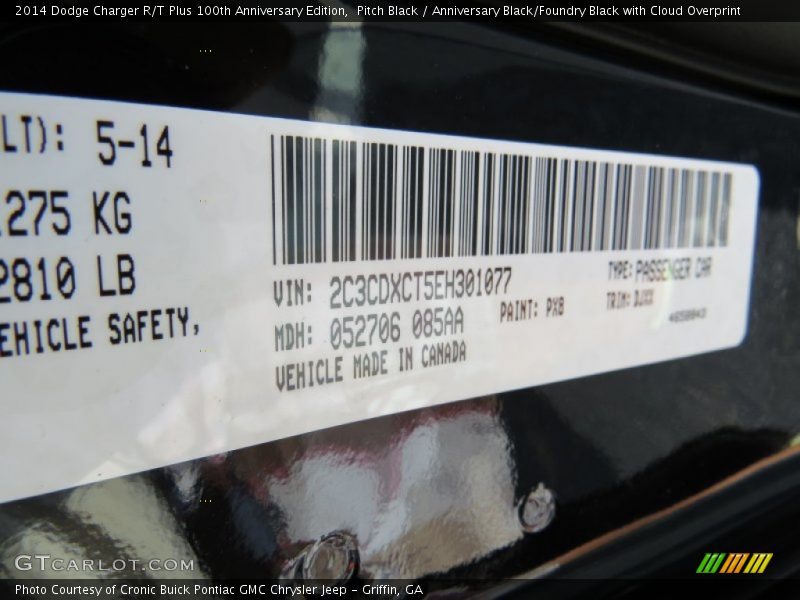 2014 Dodge Charger R/T Plus 100th Anniversary Edition,  Pitch Black / Anniversary Black/Foundry Black with Cloud Overprint
LT): 5-14
275 KG
2810 LB
EHICLE SAFETY,
VIN: 2C3CDXCT5EH301077
TYPE: PASSENGER CAR
MDH: 052706 085AA
PAINT: PXB
TRIM:
VEHICLE MADE IN CANADA
GTCARLOT.COM
Photo Courtesy of Cronic Buick Pontiac GMC Chrysler Jeep - Griffin, GA